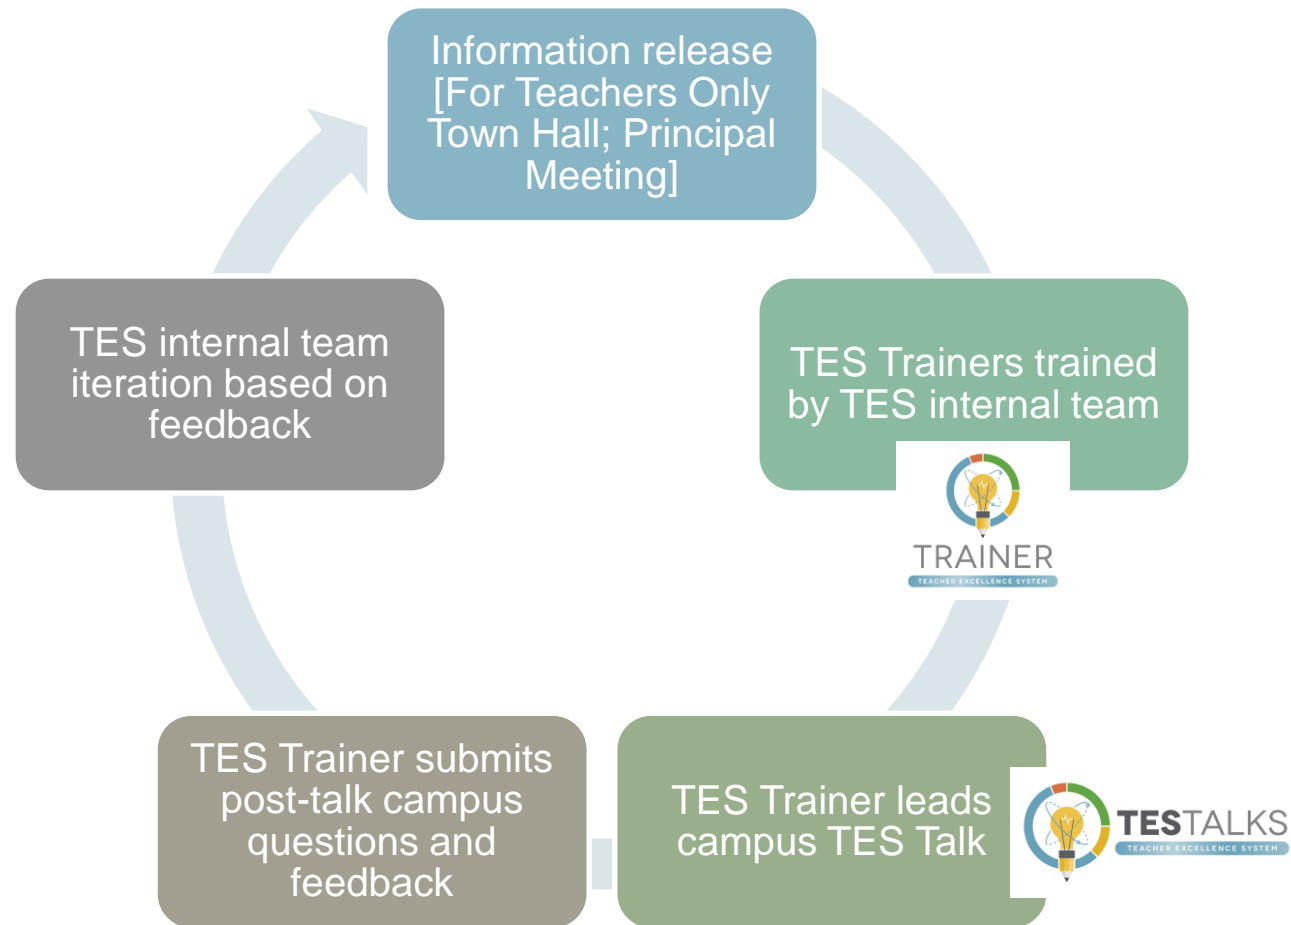 Information release
[For Teachers Only
Town Hall; Principal
Meeting]
TES Trainers trained
by TES internal team
TRAINER
TEACHER EXCELLENCE SYSTEM
TES Trainer leads
campus TES Talk
TESTALKS
TEACHER EXCELLENCE SYSTEM
TES Trainer submits
post-talk campus
questions and
feedback
TES internal team
iteration based on
feedback